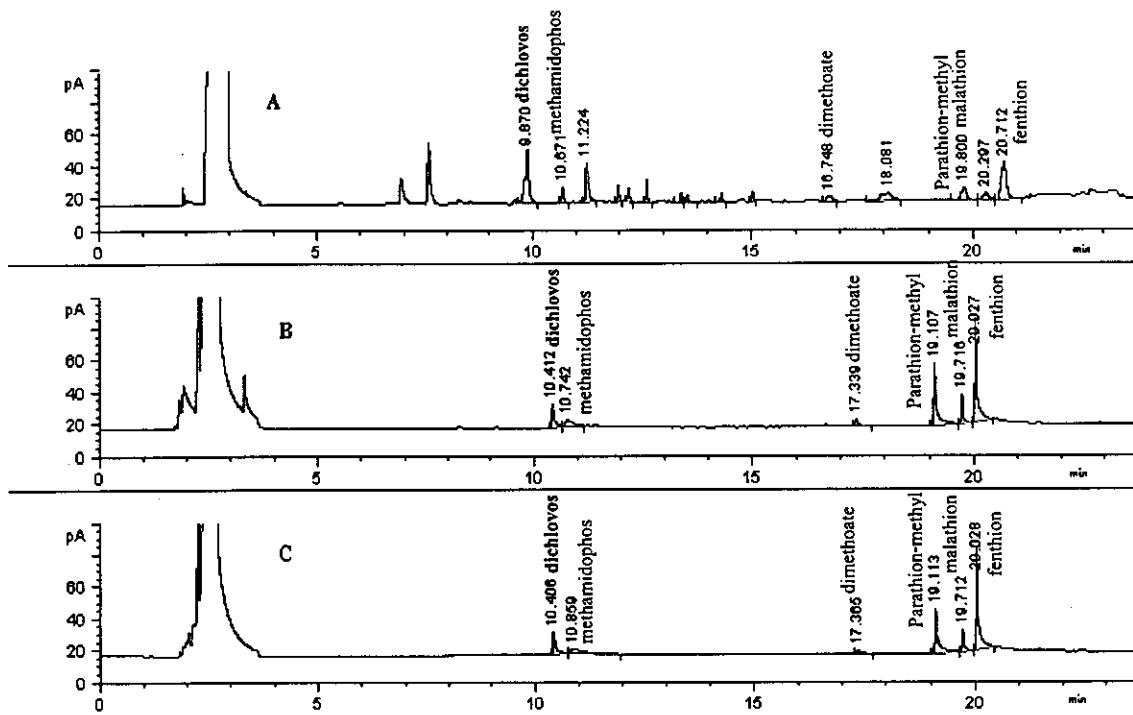 pA
60
40
20
0
A
9.870 dichlovos
10.671 methamidophos
11.224
16.748 dimethoate
18.081
Parathion-methyl
19.800 malathion
20.297
20.712
fenthion
0
5
10
15
20
min
pA
60
40
20
0
B
10.412 dichlovos
10.742
methamidophos
17.339 dimethoate
Parathion-methyl
19.107
malathion
19.716
20.027
fenthion
0
5
10
15
20
min
pA
60
40
20
0
C
10.406 dichlovos
10.859
methamidophos
17.365 dimethoate
Parathion-methyl
19.113
malathion
19.712
20.028
fenthion
0
5
10
15
20
min